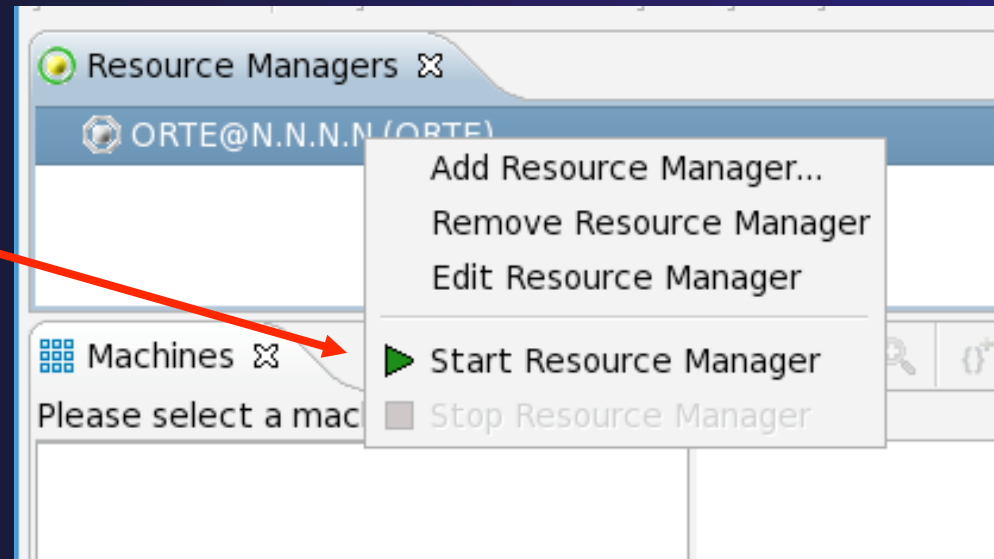 Resource Managers
ORTE@N.N.N.N (ORTE)
Add Resource Manager...
Remove Resource Manager
Edit Resource Manager
Machines
Start Resource Manager
Please select a mac
Stop Resource Manager